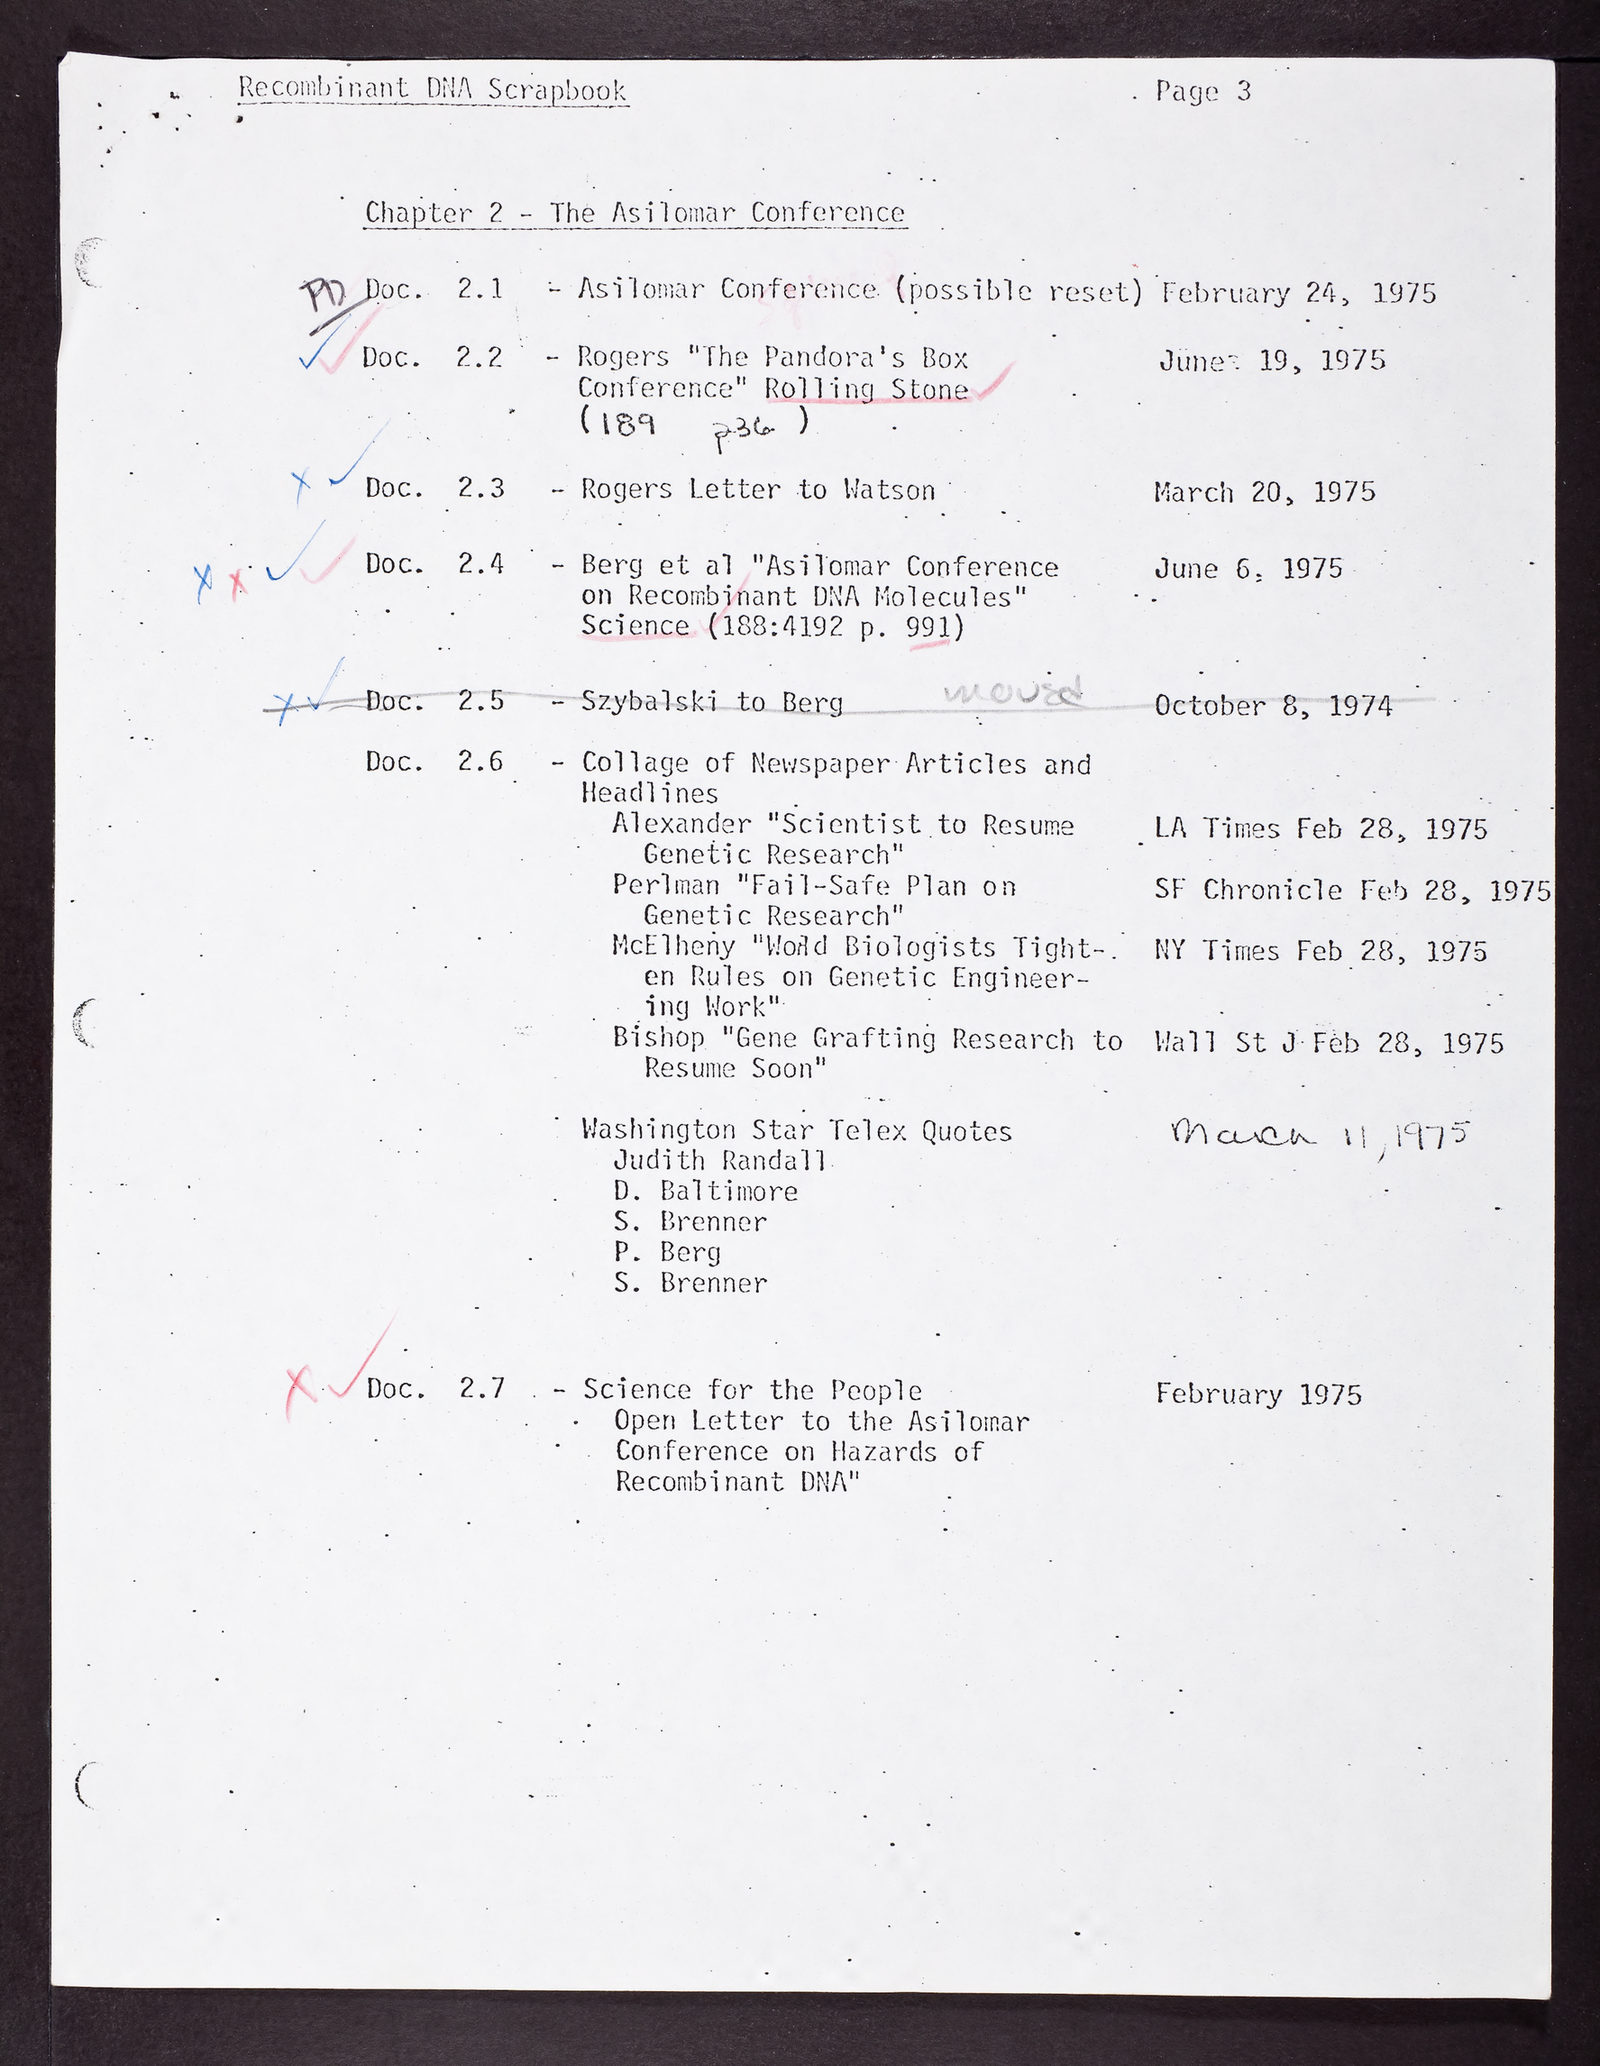 Recombinant DNA Scrapbook Page 3
Chapter 2 - The Asilomar Conference
PD Doc. 2.1 - Asilomar Conference (possible reset) February 24, 1975
Doc. 2.2 - Rogers "The Pandora's Box June 19, 1975
Conference" Rolling Stone
(189 p36 )
Doc. 2.3 - Rogers Letter to Watson March 20, 1975
Doc. 2.4 - Berg et al "Asilomar Conference June 6, 1975
on Recombinant DNA Molecules"
Science (188:4192 p. 991)
Doc. 2.5 - Szybalski to Berg moved October 8, 1974
Doc. 2.6 - Collage of Newspaper Articles and
Headlines
Alexander "Scientist to Resume LA Times Feb 28, 1975
Genetic Research"
Perlman "Fail-Safe Plan on SF Chronicle Feb 28, 1975
Genetic Research"
McElheny "World Biologists Tight- NY Times Feb 28, 1975
en Rules on Genetic Engineer-
ing Work"
Bishop "Gene Grafting Research to Wall St J Feb 28, 1975
Resume Soon"
Washington Star Telex Quotes March 11, 1975
Judith Randall
D. Baltimore
S. Brenner
P. Berg
S. Brenner
Doc. 2.7 - Science for the People February 1975
Open Letter to the Asilomar
Conference on Hazards of
Recombinant DNA"